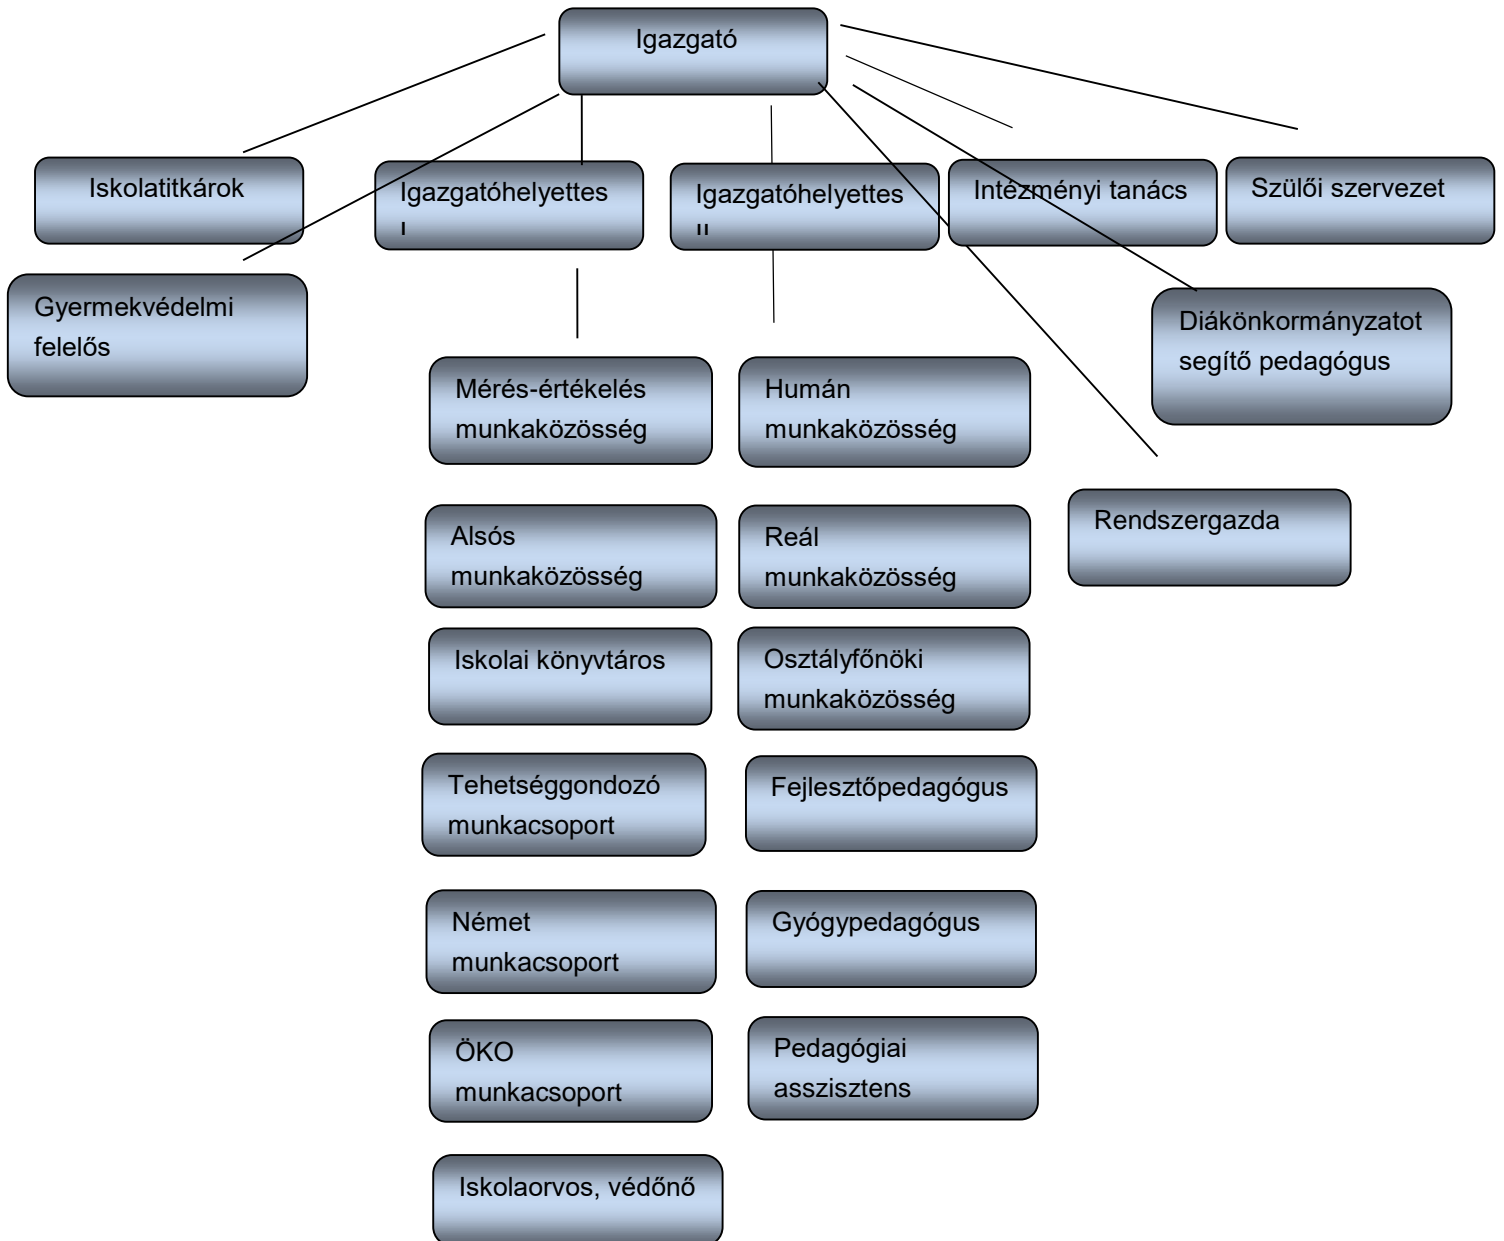 Igazgató
Iskolatitkárok
Igazgatóhelyettes
I
Igazgatóhelyettes
II
Intézményi tanács
Szülői szervezet
Gyermekvédelmi
felelős
Diákönkormányzatot
segítő pedagógus
Mérés-értékelés
munkaközösség
Humán
munkaközösség
Rendszergazda
Alsós
munkaközösség
Reál
munkaközösség
Iskolai könyvtáros
Osztályfőnöki
munkaközösség
Tehetséggondozó
munkacsoport
Fejlesztőpedagógus
Német
munkacsoport
Gyógypedagógus
ÖKO
munkacsoport
Pedagógiai
asszisztens
Iskolaorvos, védőnő